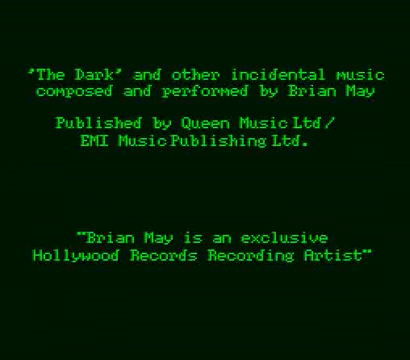 "The Dark" and other incidental music
composed and performed by Brian May
Published by Queen Music Ltd/
EMI Music Publishing Ltd.
"Brian May is an exclusive
Hollywood Records Recording Artist"